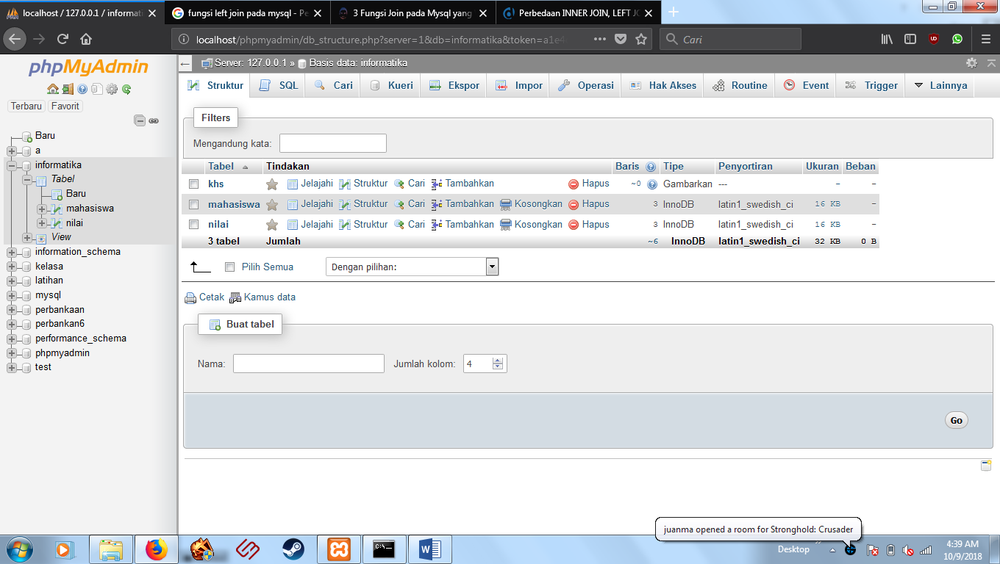 localhost / 127.0.0.1 / informati
fungsi left join pada mysql - Pe
3 Fungsi Join pada Mysql yang
Perbedaan INNER JOIN, LEFT JO
localhost/phpmyadmin/db_structure.php?server=1&db=informatika&token=a1e4
Cari
phpMyAdmin
Terbaru Favorit
Baru
a
informatika
Tabel
Baru
mahasiswa
nilai
View
information_schema
kelasa
latihan
mysql
perbankaan
perbankan6
performance_schema
phpmyadmin
test
Server: 127.0.0.1 » Basis data: informatika
Struktur SQL Cari Kueri Ekspor Impor Operasi Hak Akses Routine Event Trigger Lainnya
Filters
Mengandung kata:
Tabel Tindakan Baris Tipe Penyortiran Ukuran Beban
khs Jelajahi Struktur Cari Tambahkan Hapus ~0 Gambarkan --- – –
mahasiswa Jelajahi Struktur Cari Tambahkan Kosongkan Hapus 3 InnoDB latin1_swedish_ci 16 KB –
nilai Jelajahi Struktur Cari Tambahkan Kosongkan Hapus 3 InnoDB latin1_swedish_ci 16 KB –
3 tabel Jumlah ~6 InnoDB latin1_swedish_ci 32 KB 0 B
Pilih Semua Dengan pilihan:
Cetak Kamus data
Buat tabel
Nama: Jumlah kolom: 4
Go
juanma opened a room for Stronghold: Crusader
Desktop
4:39 AM
10/9/2018